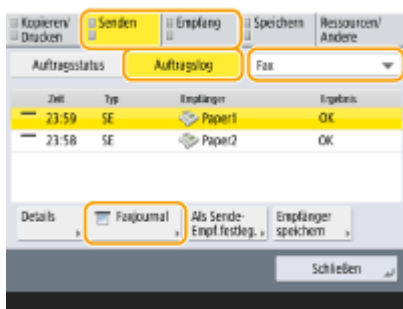 Kopieren/ Drucken
Senden
Empfang
Speichern
Ressourcen/ Andere
Auftragsstatus
Auftragslog
Fax
Zeit Typ Empfänger Ergebnis
23:59 SE Paper1 OK
23:58 SE Paper2 OK
Details
Faxjournal
Als Sende- Empf.festleg.
Empfänger speichern
Schließen